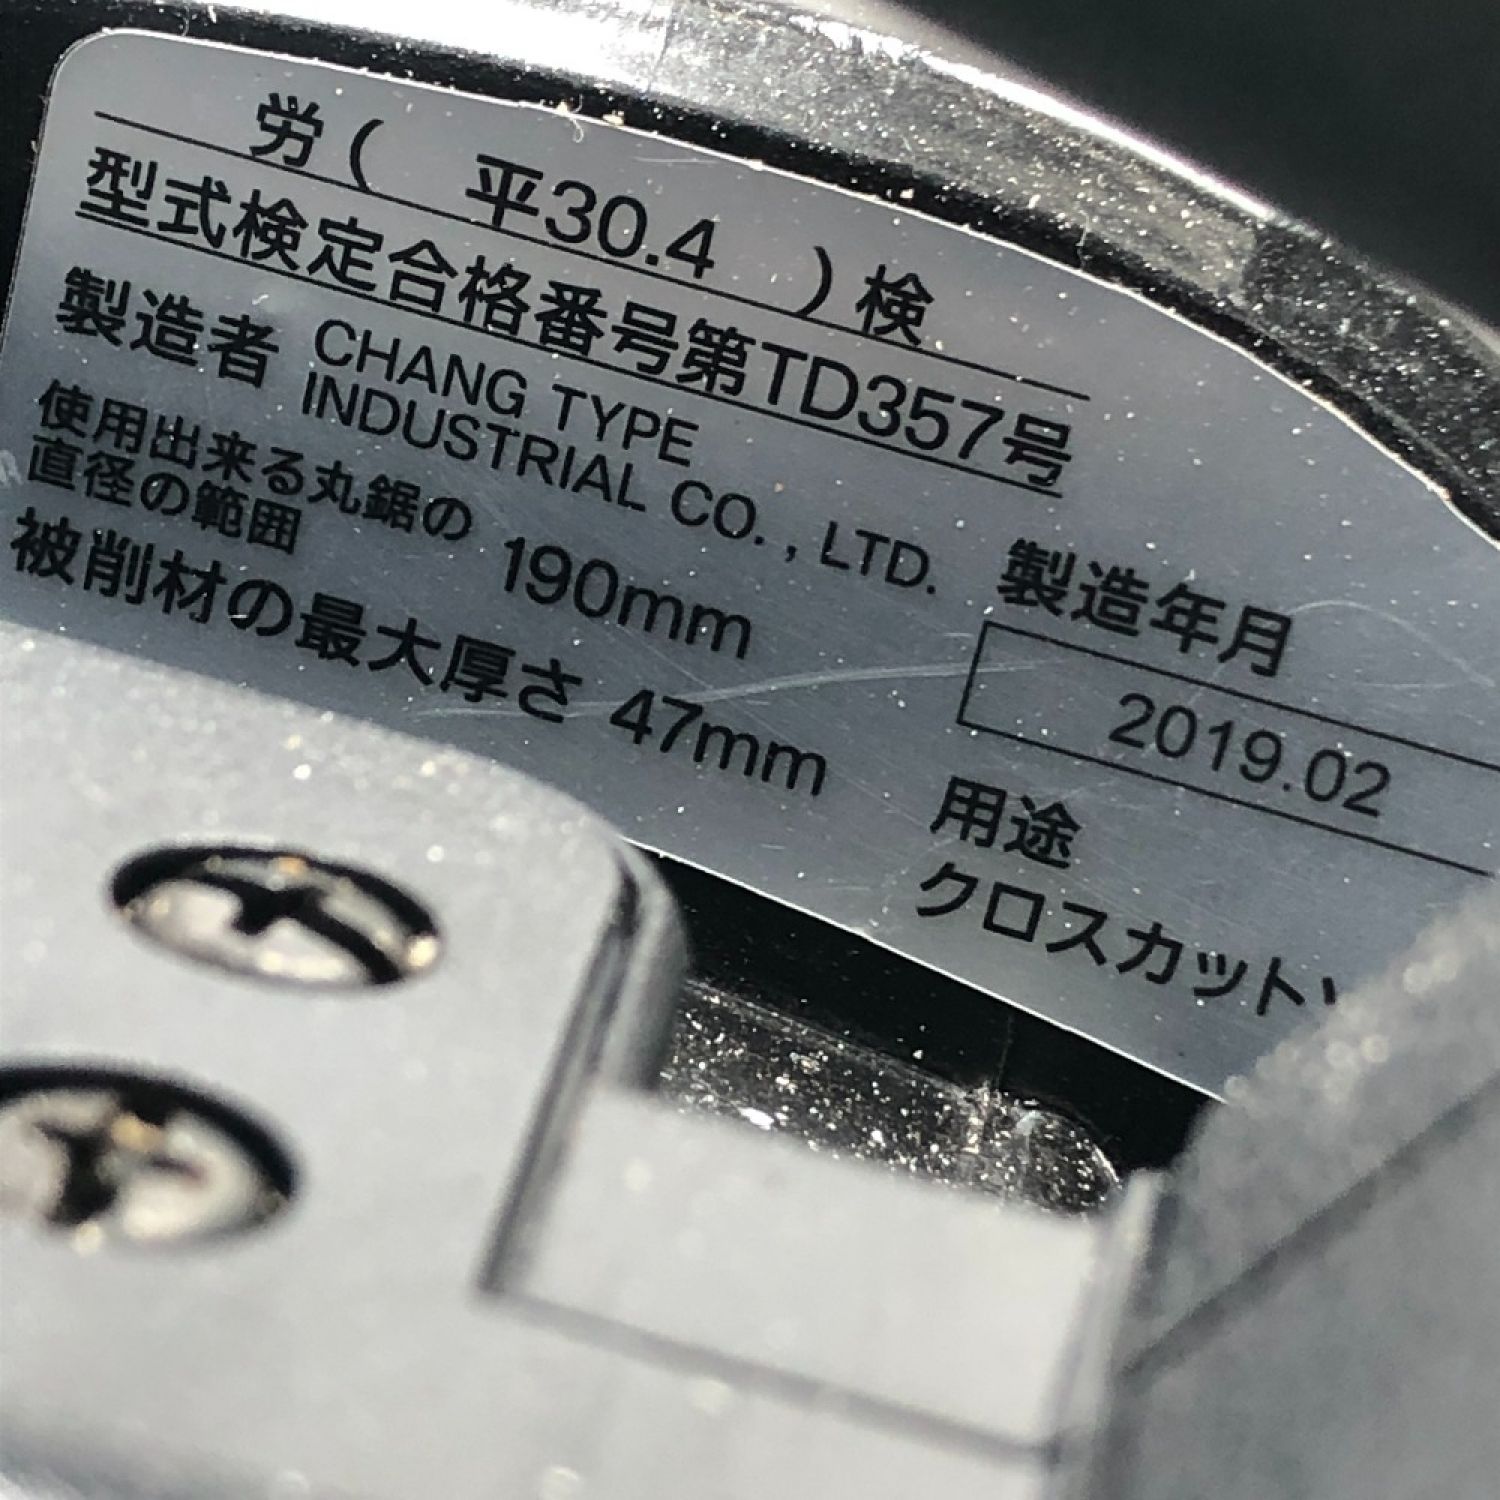 労( 平30.4 )検
型式検定合格番号第TD357号
製造者 CHANG TYPE
INDUSTRIAL CO., LTD.
使用出来る丸鋸の
直径の範囲 190mm
被削材の最大厚さ 47mm
製造年月
2019.02
用途
クロスカット